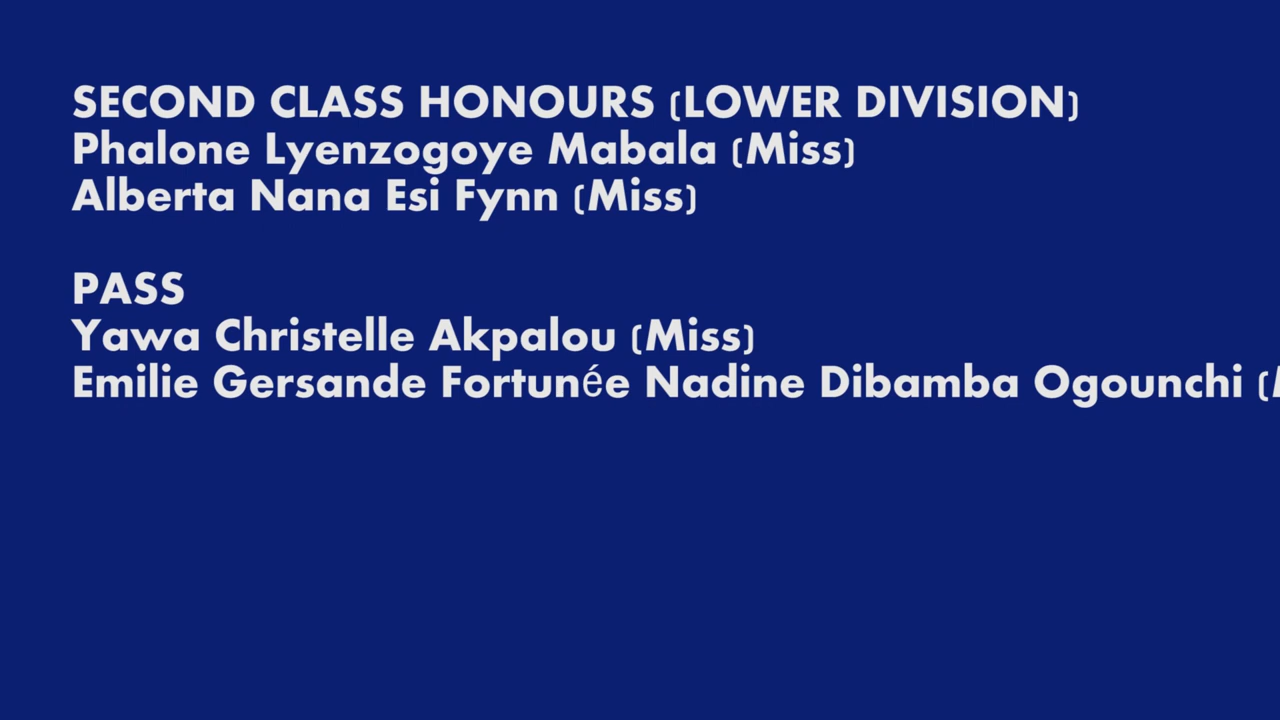 SECOND CLASS HONOURS (LOWER DIVISION)
Phalone Lyenzogoye Mabala (Miss)
Alberta Nana Esi Fynn (Miss)
PASS
Yawa Christelle Akpalou (Miss)
Emilie Gersande Fortunée Nadine Dibamba Ogounchi (